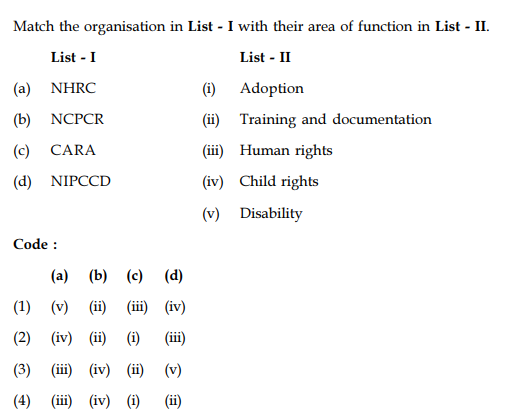 Match the organisation in List - I with their area of function in List - II.
List - I List - II
(a) NHRC (i) Adoption
(b) NCPCR (ii) Training and documentation
(c) CARA (iii) Human rights
(d) NIPCCD (iv) Child rights
(v) Disability
Code :
(a) (b) (c) (d)
(1) (v) (ii) (iii) (iv)
(2) (iv) (ii) (i) (iii)
(3) (iii) (iv) (ii) (v)
(4) (iii) (iv) (i) (ii)